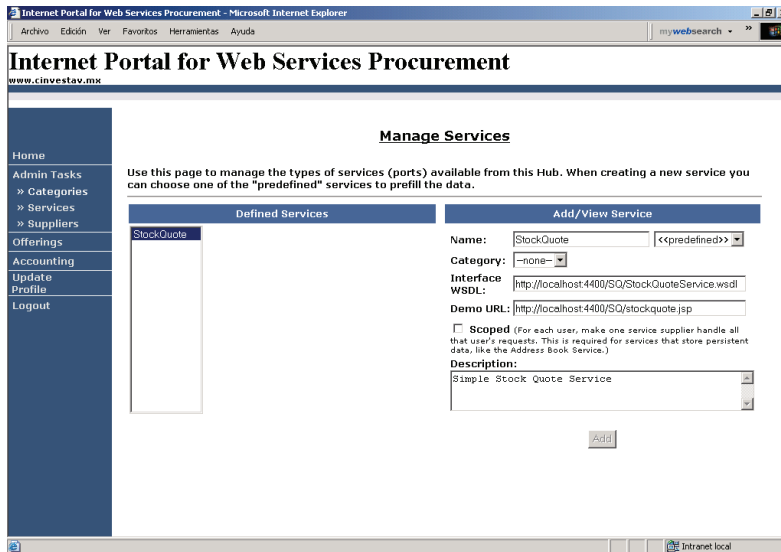 Internet Portal for Web Services Procurement - Microsoft Internet Explorer
Archivo Edición Ver Favoritos Herramientas Ayuda
mywebsearch »
Internet Portal for Web Services Procurement
www.cinvestav.mx
Manage Services
Home
Admin Tasks
» Categories
» Services
» Suppliers
Offerings
Accounting
Update
Profile
Logout
Use this page to manage the types of services (ports) available from this Hub. When creating a new service you
can choose one of the "predefined" services to prefill the data.
Defined Services
StockQuote
Add/View Service
Name: StockQuote <<predefined>>
Category: --none--
Interface
WSDL: http://localhost:4400/SQ/StockQuoteService.wsdl
Demo URL: http://localhost:4400/SQ/stockquote.jsp
Scoped (For each user, make one service supplier handle all
that user's requests. This is required for services that store persistent
data, like the Address Book Service.)
Description:
Simple Stock Quote Service
Add
Intranet local